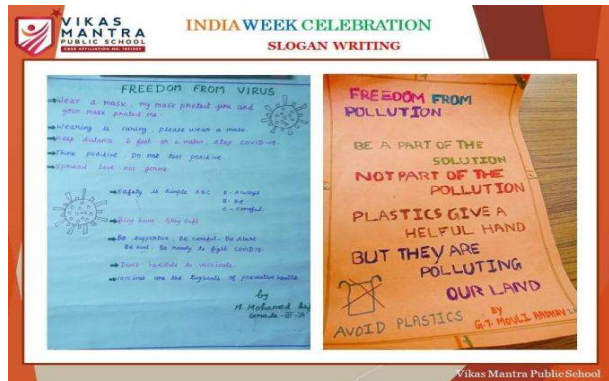 VIKAS
MANTRA
PUBLIC SCHOOL
INDIA WEEK CELEBRATION
SLOGAN WRITING
FREEDOM FROM VIRUS
Wear a mask, my mask protect you and
your mask protect me.
Wearing is caring, please wear a mask.
Keep distance 6 feet or 2 meter, stop COVID19.
Think positive. Do not test positive.
Spread love not germs.
Safety is simple ABC A - Always
B - Be
C - Careful.
Stay home. Stay safe
Be supportive. Be careful. Be alert
Be kind. Be ready to fight COVID19.
Don't hesitate to vaccinate.
Vaccines are the tugboats of preventive health
by
M. Mohamed
Grade - III - 'A'
FREEDOM FROM
POLLUTION
BE A PART OF THE
SOLUTION
NOT PART OF THE
POLLUTION
PLASTICS GIVE A
HELFUL HAND
BUT THEY ARE
POLLUTING
OUR LAND
BY
AVOID PLASTICS G.T. MOULI
Vikas Mantra Public School